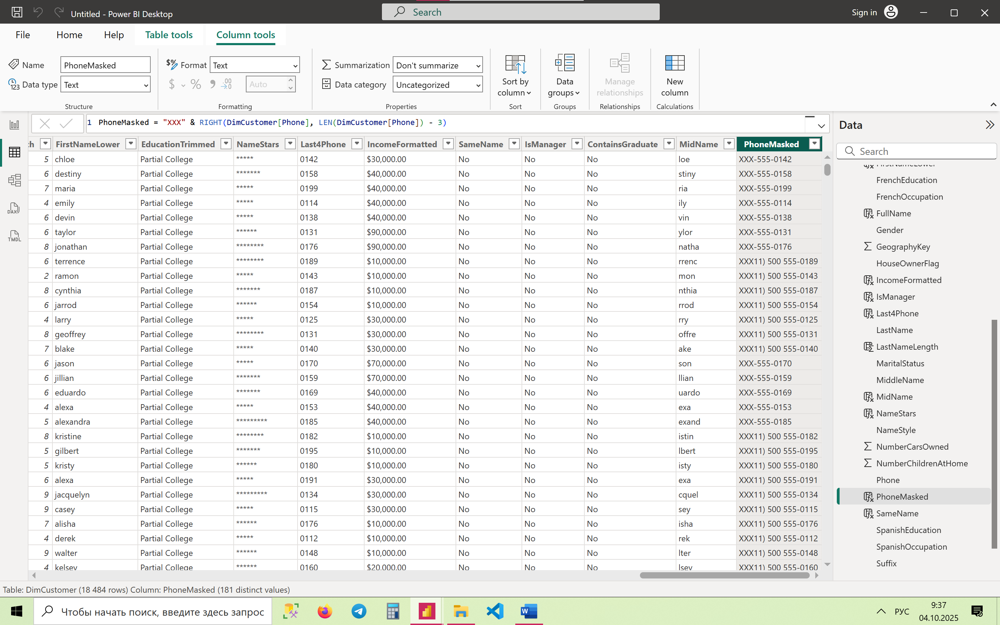 Untitled - Power BI Desktop
Search
Sign in
File Home Help Table tools Column tools
Name PhoneMasked Format Text Summarization Don't summarize
Data type Text $ % Auto Data category Uncategorized
Sort by column Data groups Manage relationships New column
Structure Formatting Properties Sort Groups Relationships Calculations
1 PhoneMasked = "XXX" & RIGHT(DimCustomer[Phone], LEN(DimCustomer[Phone]) - 3)
Data
Search
FirstNameLower EducationTrimmed NameStars Last4Phone IncomeFormatted SameName IsManager ContainsGraduate MidName PhoneMasked
5 chloe Partial College ***** 0142 $30,000.00 No No No loe XXX-555-0142
6 destiny Partial College ******* 0158 $40,000.00 No No No stiny XXX-555-0158
7 maria Partial College ***** 0199 $40,000.00 No No No ria XXX-555-0199
4 emily Partial College ***** 0114 $40,000.00 No No No ily XXX-555-0114
6 devin Partial College ***** 0138 $40,000.00 No No No vin XXX-555-0138
6 taylor Partial College ****** 0131 $90,000.00 No No No ylor XXX-555-0131
8 jonathan Partial College ******** 0176 $90,000.00 No No No natha XXX-555-0176
6 terrence Partial College ******** 0189 $10,000.00 No No No rrenc XXX11) 500 555-0189
2 ramon Partial College ***** 0143 $10,000.00 No No No mon XXX11) 500 555-0143
8 cynthia Partial College ******* 0187 $10,000.00 No No No nthia XXX11) 500 555-0187
6 jarrod Partial College ****** 0154 $10,000.00 No No No rrod XXX11) 500 555-0154
4 larry Partial College ***** 0125 $30,000.00 No No No rry XXX11) 500 555-0125
8 geoffrey Partial College ******** 0131 $30,000.00 No No No offre XXX11) 500 555-0131
7 blake Partial College ***** 0140 $30,000.00 No No No ake XXX11) 500 555-0140
6 jason Partial College ***** 0170 $70,000.00 No No No son XXX-555-0170
6 jillian Partial College ******* 0159 $70,000.00 No No No llian XXX-555-0159
6 eduardo Partial College ******* 0169 $40,000.00 No No No uardo XXX-555-0169
4 alexa Partial College ***** 0153 $40,000.00 No No No exa XXX-555-0153
5 alexandra Partial College ********* 0185 $40,000.00 No No No exand XXX-555-0185
8 kristine Partial College ******** 0182 $10,000.00 No No No istin XXX11) 500 555-0182
5 gilbert Partial College ******* 0195 $10,000.00 No No No lbert XXX11) 500 555-0195
5 kristy Partial College ****** 0180 $10,000.00 No No No isty XXX11) 500 555-0180
6 alexa Partial College ***** 0191 $30,000.00 No No No exa XXX11) 500 555-0191
9 jacquelyn Partial College ********* 0134 $30,000.00 No No No cquel XXX11) 500 555-0134
9 casey Partial College ***** 0115 $30,000.00 No No No sey XXX11) 500 555-0115
7 alisha Partial College ****** 0176 $10,000.00 No No No isha XXX11) 500 555-0176
4 derek Partial College ***** 0112 $10,000.00 No No No rek XXX11) 500 555-0112
9 walter Partial College ****** 0148 $10,000.00 No No No lter XXX11) 500 555-0148
4 kelsey Partial College ****** 0160 $20,000.00 No No No lsey XXX11) 500 555-0160
FirstNameLower
FrenchEducation
FrenchOccupation
FullName
Gender
GeographyKey
HouseOwnerFlag
IncomeFormatted
IsManager
Last4Phone
LastName
LastNameLength
MaritalStatus
MiddleName
MidName
NameStars
NameStyle
NumberCarsOwned
NumberChildrenAtHome
Phone
PhoneMasked
SameName
SpanishEducation
SpanishOccupation
Suffix
DAX
TMDL
Table: DimCustomer (18 484 rows) Column: PhoneMasked (181 distinct values)
Чтобы начать поиск, введите здесь запрос
РУС
9:37
04.10.2025